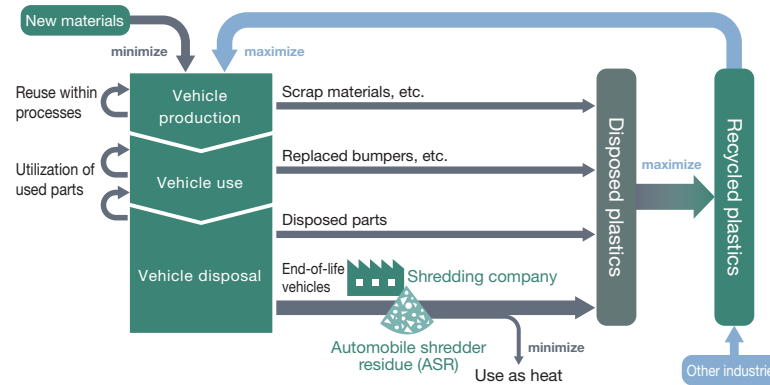 New materials
minimize
maximize
Reuse within
processes
Vehicle
production
Scrap materials, etc.
Utilization of
used parts
Vehicle use
Replaced bumpers, etc.
Disposed parts
Vehicle disposal
End-of-life
vehicles
Shredding company
Automobile shredder
residue (ASR)
minimize
Use as heat
Disposed plastics
maximize
Recycled plastics
Other industrie